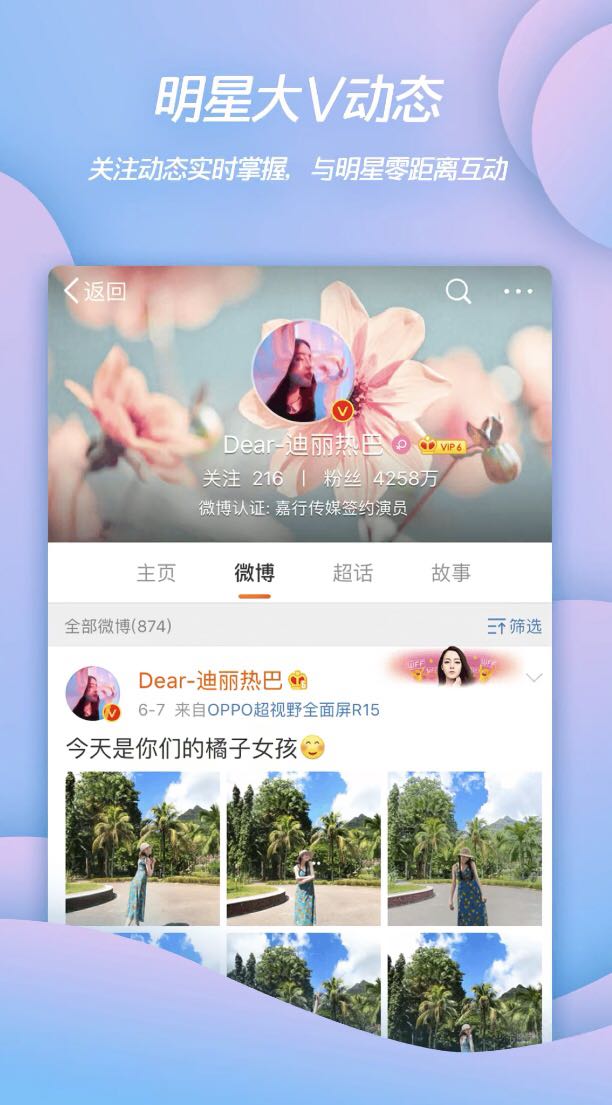 明星大V动态
关注动态实时掌握，与明星零距离互动
返回
V
Dear-迪丽热巴 VIP 6
关注 216 | 粉丝 4258万
微博认证: 嘉行传媒签约演员
主页 微博 超话 故事
全部微博(874) 筛选
Dear-迪丽热巴
V
6-7 来自OPPO超视野全面屏R15
今天是你们的橘子女孩